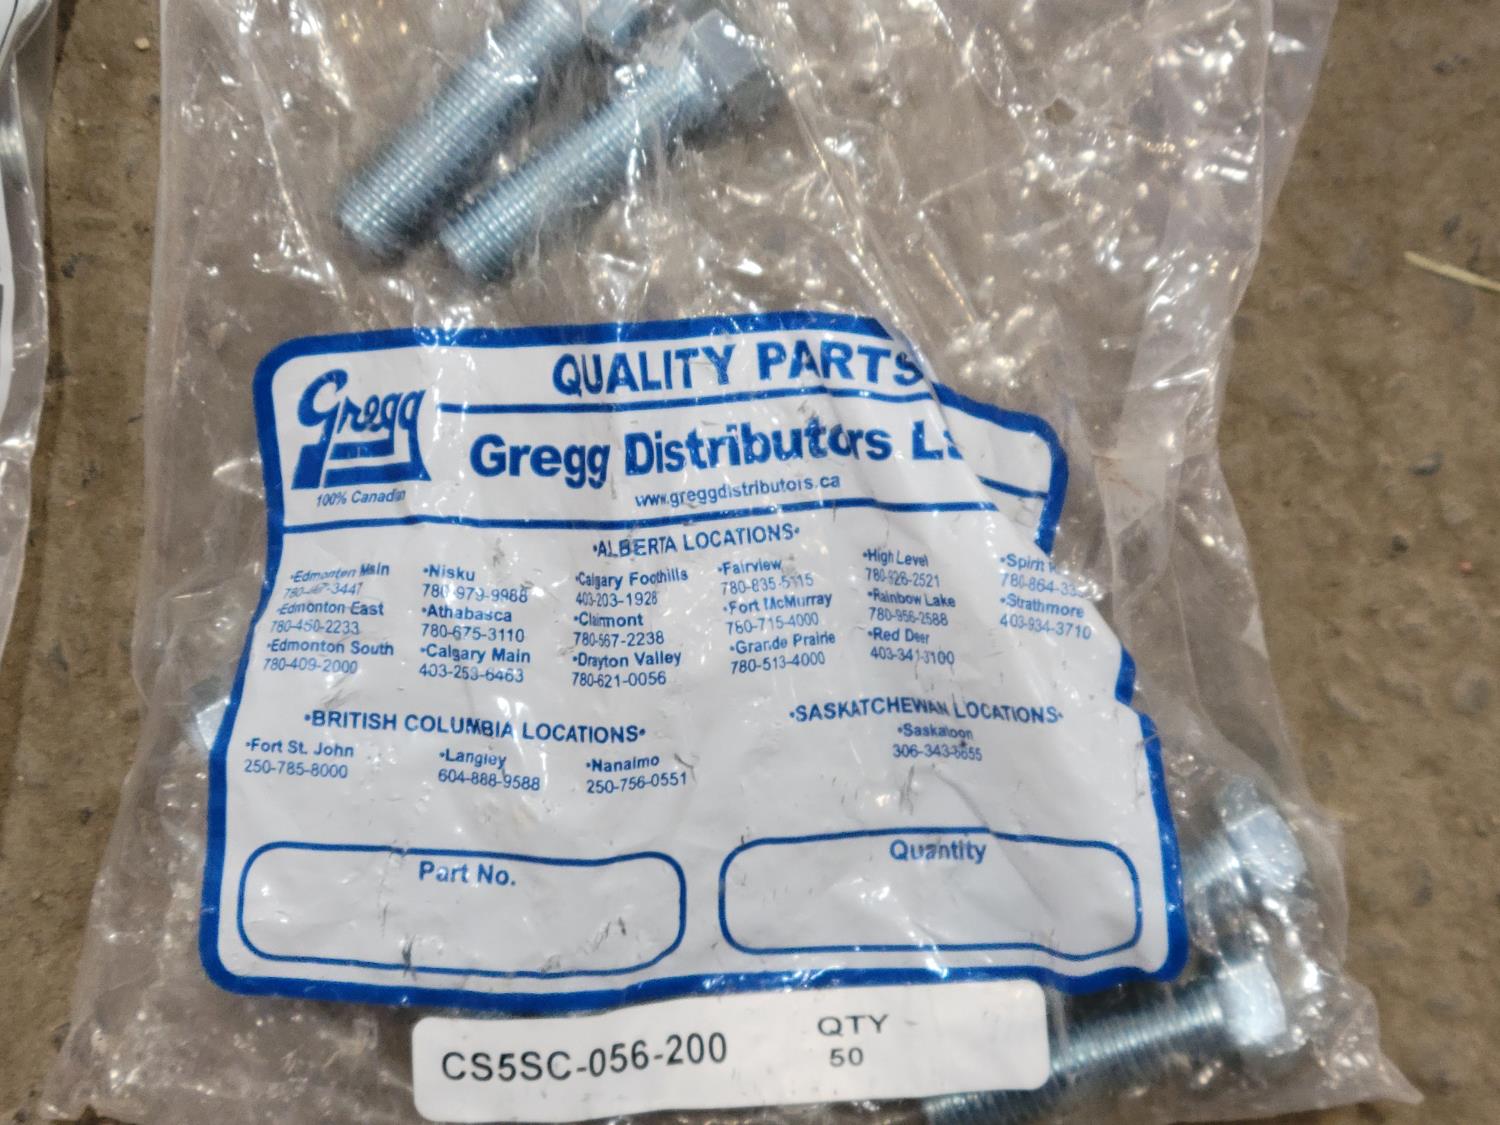 QUALITY PARTS
Gregg
100% Canadian
Gregg Distributors
www.greggdistributors.ca
•ALBERTA LOCATIONS•
•Edmonton Main
•Edmonton East
780-450-2233
•Edmonton South
780-409-2000
•Nisku
780-979-9988
•Athabasca
780-675-3110
•Calgary Main
403-253-6463
•Calgary Foothills
403-203-1928
•Clairmont
780-567-2238
•Drayton Valley
780-621-0056
•Fairview
780-835-5115
•Fort McMurray
780-715-4000
•Grande Prairie
780-513-4000
•High Level
780-926-2521
•Rainbow Lake
780-956-2588
•Red Deer
403-341-3100
•Spirit
•Strathmore
403-934-3710
•BRITISH COLUMBIA LOCATIONS•
•Fort St. John
250-785-8000
•Langley
604-888-9588
•Nanaimo
250-756-0551
•SASKATCHEWAN LOCATIONS•
•Saskatoon
Part No.
Quantity
CS5SC-056-200
QTY
50